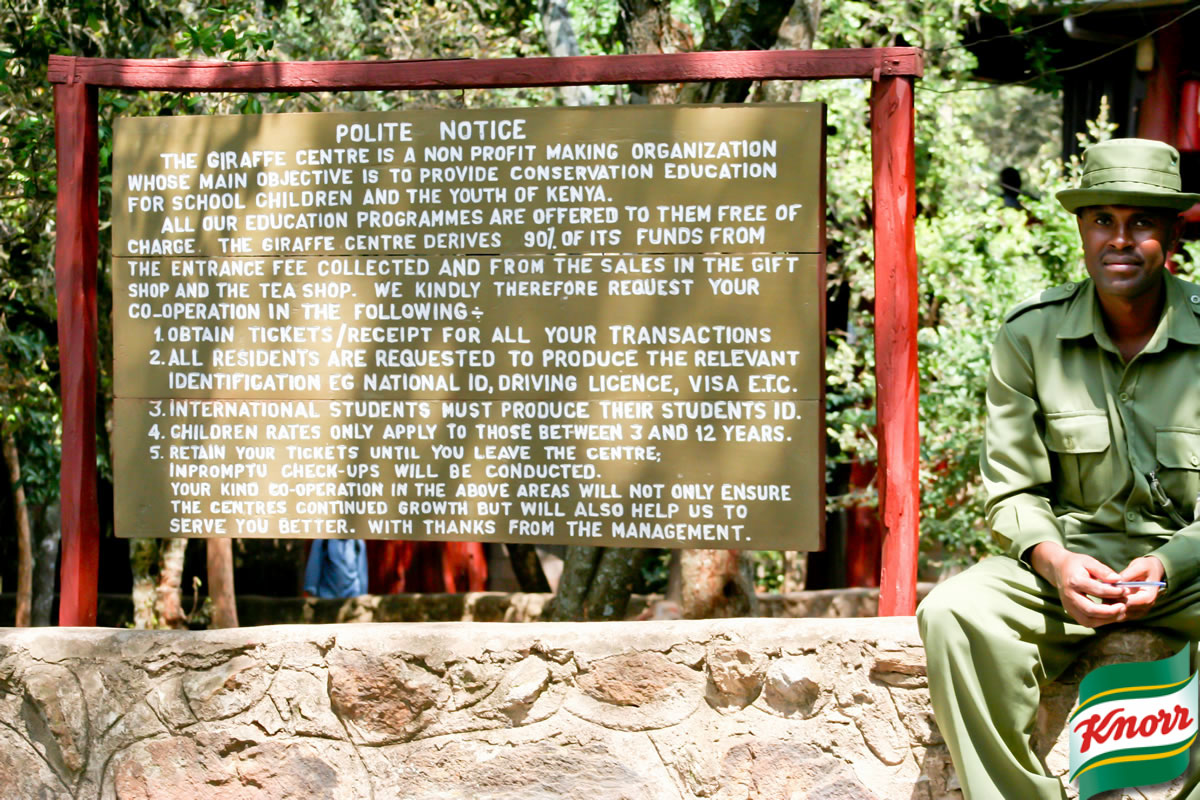 POLITE NOTICE
THE GIRAFFE CENTRE IS A NON PROFIT MAKING ORGANIZATION
WHOSE MAIN OBJECTIVE IS TO PROVIDE CONSERVATION EDUCATION
FOR SCHOOL CHILDREN AND THE YOUTH OF KENYA.
ALL OUR EDUCATION PROGRAMMES ARE OFFERED TO THEM FREE OF
CHARGE. THE GIRAFFE CENTRE DERIVES 90% OF ITS FUNDS FROM
THE ENTRANCE FEE COLLECTED AND FROM THE SALES IN THE GIFT
SHOP AND THE TEA SHOP. WE KINDLY THEREFORE REQUEST YOUR
CO-OPERATION IN THE FOLLOWING÷
1. OBTAIN TICKETS/RECEIPT FOR ALL YOUR TRANSACTIONS
2. ALL RESIDENTS ARE REQUESTED TO PRODUCE THE RELEVANT
IDENTIFICATION EG NATIONAL ID, DRIVING LICENCE, VISA E.T.C.
3. INTERNATIONAL STUDENTS MUST PRODUCE THEIR STUDENTS ID.
4. CHILDREN RATES ONLY APPLY TO THOSE BETWEEN 3 AND 12 YEARS.
5. RETAIN YOUR TICKETS UNTIL YOU LEAVE THE CENTRE;
INPROMPTU CHECK-UPS WILL BE CONDUCTED.
YOUR KIND CO-OPERATION IN THE ABOVE AREAS WILL NOT ONLY ENSURE
THE CENTRES CONTINUED GROWTH BUT WILL ALSO HELP US TO
SERVE YOU BETTER. WITH THANKS FROM THE MANAGEMENT.
Knorr